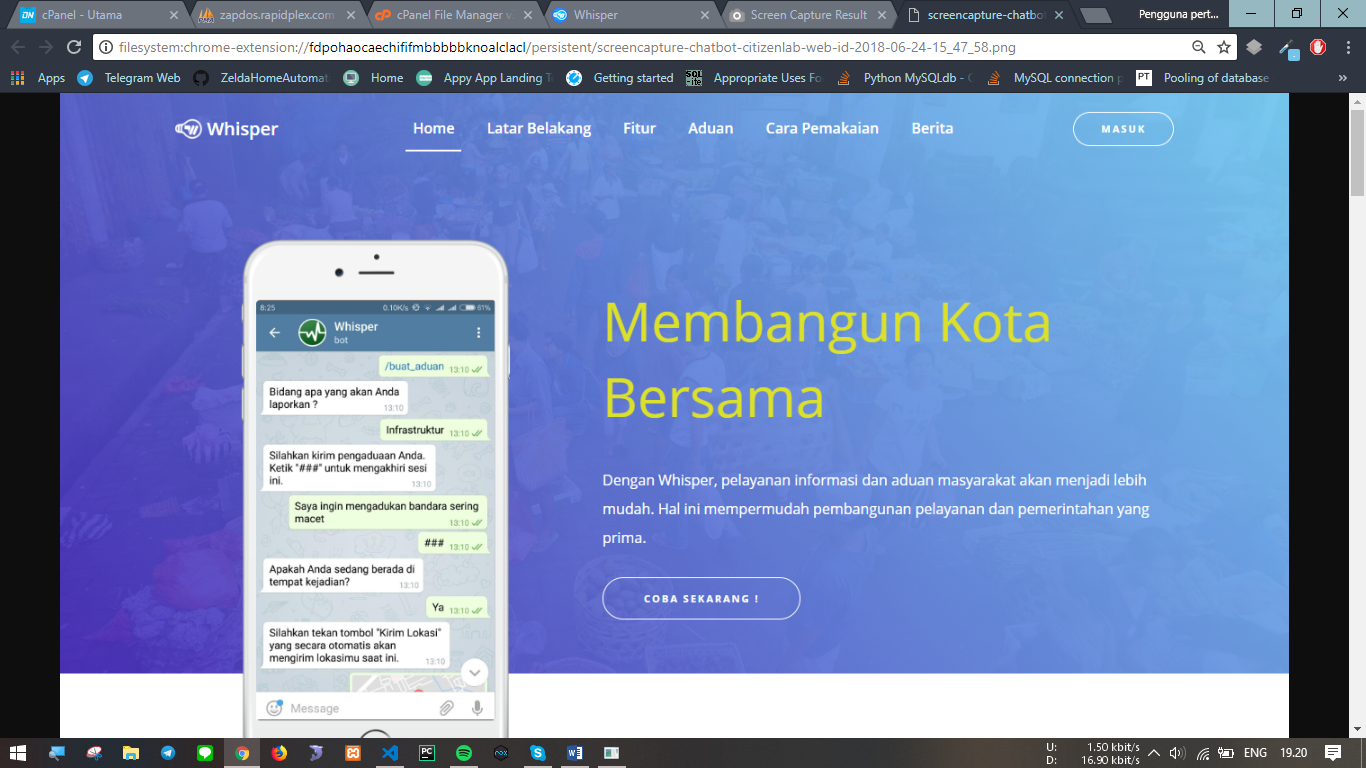 cPanel - Utama
zapdos.rapidplex.com
cPanel File Manager v
Whisper
Screen Capture Result
screencapture-chatbot
Pengguna pert...
filesystem:chrome-extension://fdpohaocaechififmbbbbbknoalclacl/persistent/screencapture-chatbot-citizenlab-web-id-2018-06-24-15_47_58.png
Apps
Telegram Web
ZeldaHomeAutomat
Home
Appy App Landing T
Getting started
Appropriate Uses Fo
Python MySQLdb - C
MySQL connection p
PT
Pooling of database
Whisper
Home
Latar Belakang
Fitur
Aduan
Cara Pemakaian
Berita
MASUK
8:25
0.10K/s
61%
Whisper
bot
/buat_aduan 13:10
Bidang apa yang akan Anda
laporkan ? 13:10
Infrastruktur 13:10
Silahkan kirim pengaduaan Anda.
Ketik "###" untuk mengakhiri sesi
ini. 13:10
Saya ingin mengadukan bandara sering
macet 13:10
### 13:10
Apakah Anda sedang berada di
tempat kejadian? 13:10
Ya 13:10
Silahkan tekan tombol "Kirim Lokasi"
yang secara otomatis akan
mengirim lokasimu saat ini. 13:10
Message
Membangun Kota
Bersama
Dengan Whisper, pelayanan informasi dan aduan masyarakat akan menjadi lebih
mudah. Hal ini mempermudah pembangunan pelayanan dan pemerintahan yang
prima.
COBA SEKARANG !
U: 1.50 kbit/s
D: 16.90 kbit/s
ENG
19.20